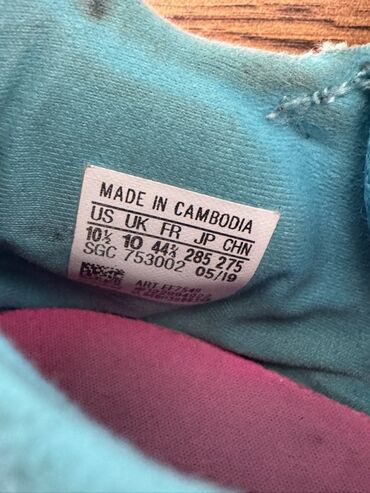 MADE IN CAMBODIA
US UK FR JP CHN
10½ 10 44⅔ 285 275
SGC 753002 05/19
ART